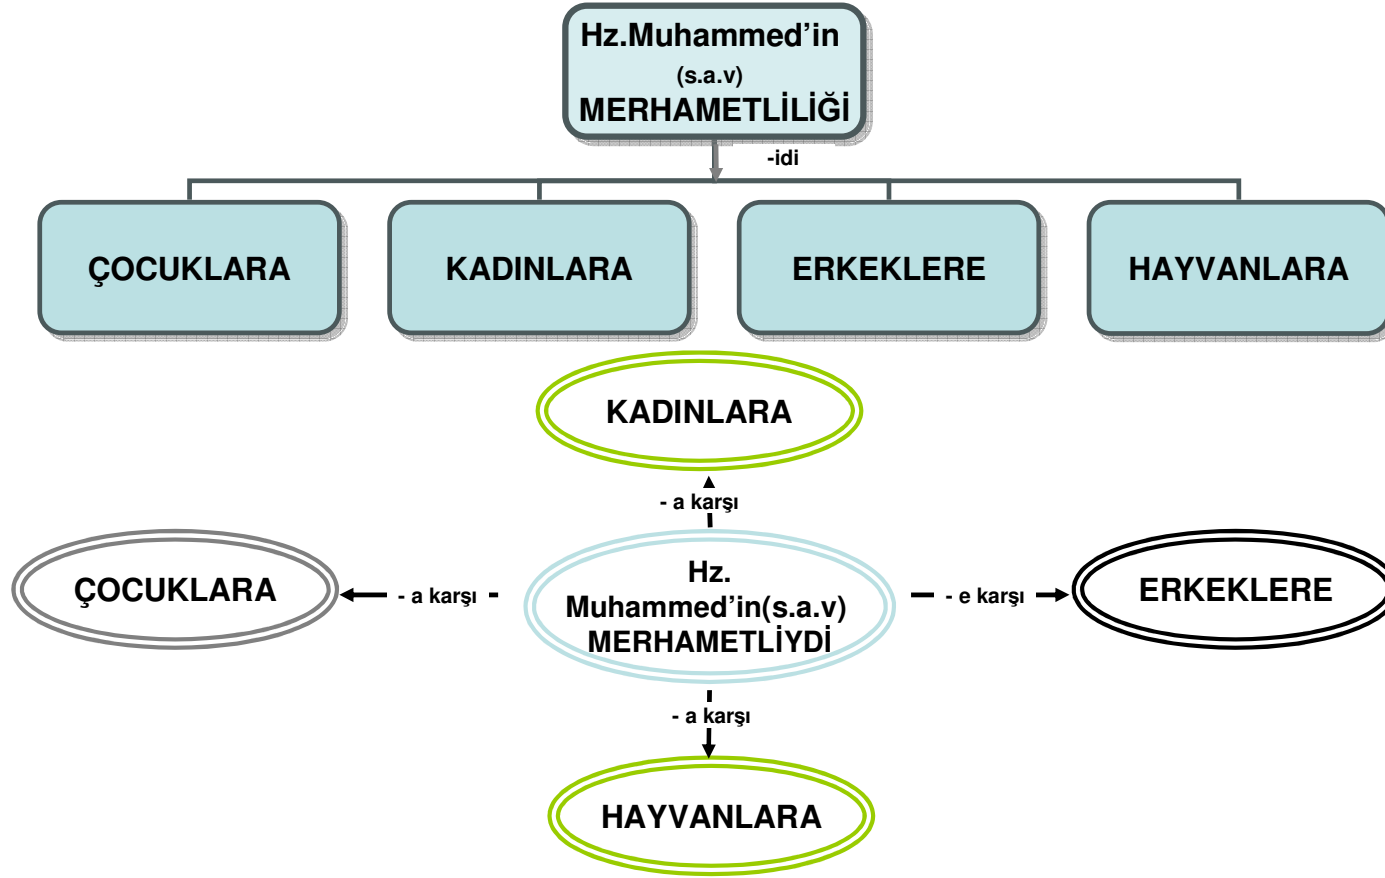 Hz.Muhammed’in
(s.a.v)
MERHAMETLİLİĞİ
-idi
ÇOCUKLARA
KADINLARA
ERKEKLERE
HAYVANLARA
KADINLARA
- a karşı
ÇOCUKLARA
- a karşı
Hz.
Muhammed’in(s.a.v)
MERHAMETLİYDİ
- e karşı
ERKEKLERE
- a karşı
HAYVANLARA